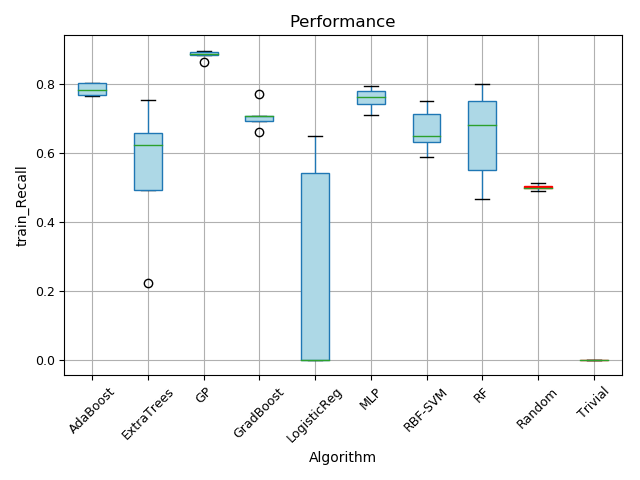 Performance
train_Recall
0.8
0.6
0.4
0.2
0.0
AdaBoost
ExtraTrees
GP
GradBoost
LogisticReg
MLP
RBF-SVM
RF
Random
Trivial
Algorithm